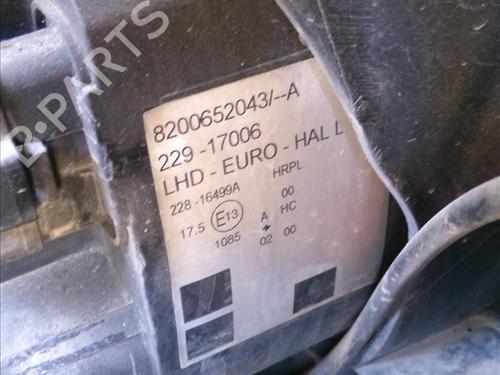 B-PARTS
8200652043/--A
229 -17006
LHD - EURO - HAL L
228 -16499A HRPL
17.5 E13 A HC 00
1085 02 00